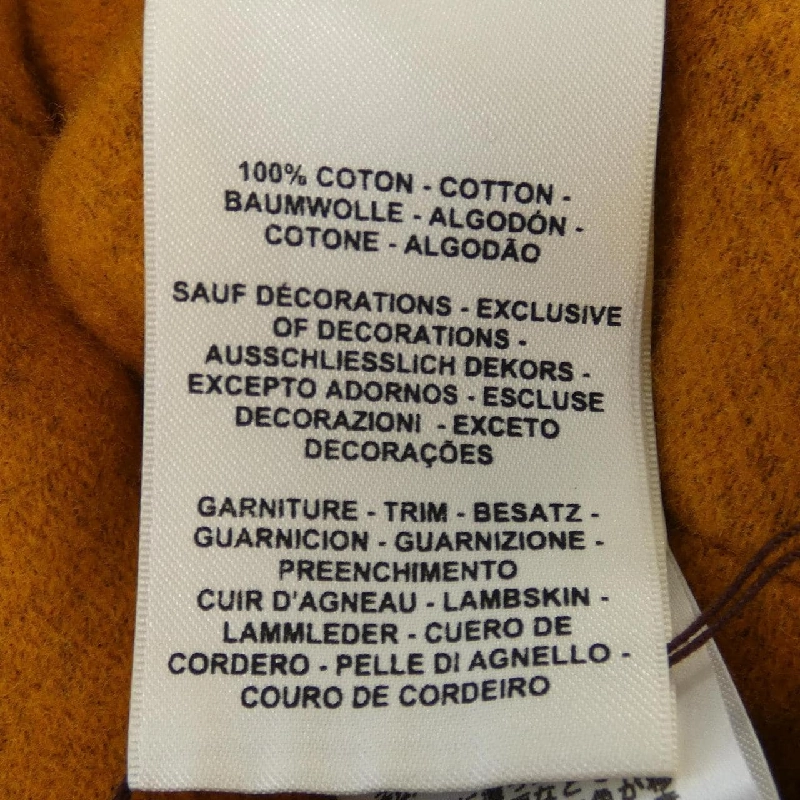 100% COTON - COTTON -
BAUMWOLLE - ALGODÓN -
COTONE - ALGODÃO
SAUF DÉCORATIONS - EXCLUSIVE
OF DECORATIONS -
AUSSCHLIESSLICH DEKORS -
EXCEPTO ADORNOS - ESCLUSE
DECORAZIONI - EXCETO
DECORAÇÕES
GARNITURE - TRIM - BESATZ -
GUARNICION - GUARNIZIONE -
PREENCHIMENTO
CUIR D'AGNEAU - LAMBSKIN -
LAMMLEDER - CUERO DE
CORDERO - PELLE DI AGNELLO -
COURO DE CORDEIRO